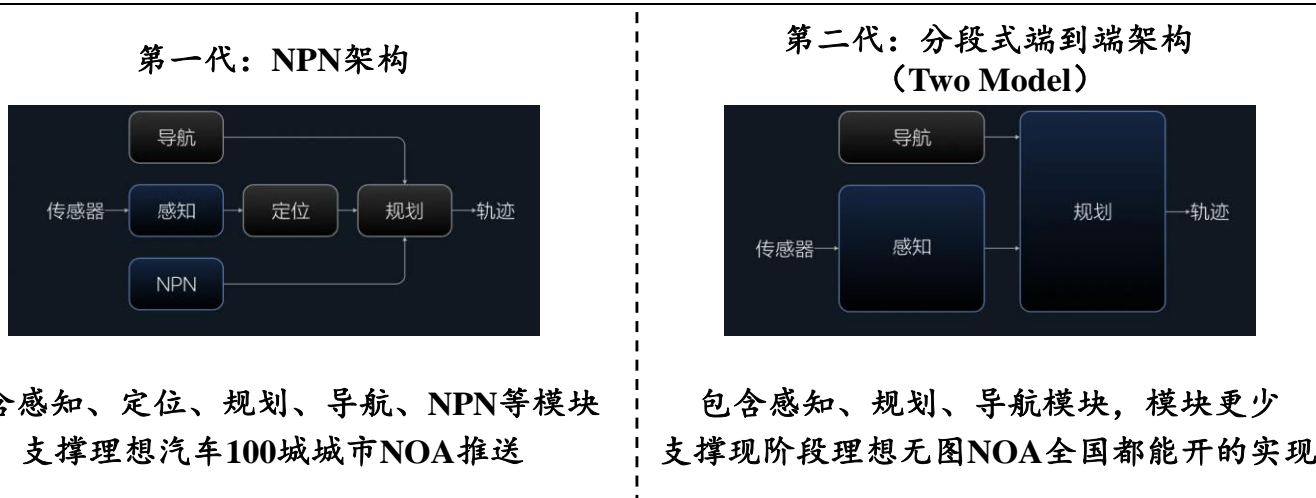 第一代：NPN架构
导航
传感器
感知
定位
规划
轨迹
NPN
含感知、定位、规划、导航、NPN等模块
支撑理想汽车100城城市NOA推送
第二代：分段式端到端架构
（Two Model）
导航
传感器
感知
规划
轨迹
包含感知、规划、导航模块，模块更少
支撑现阶段理想无图NOA全国都能开的实现